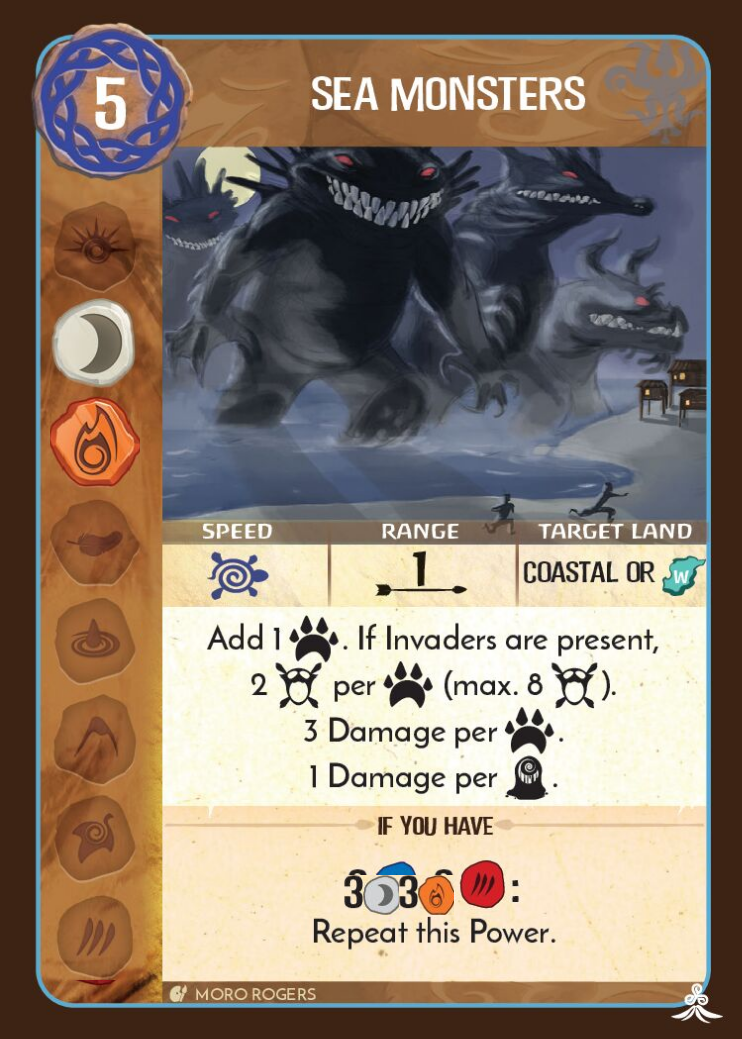 5
SEA MONSTERS
SPEED RANGE TARGET LAND
1 COASTAL OR W
Add 1 . If Invaders are present,
2 per (max. 8 ).
3 Damage per .
1 Damage per .
IF YOU HAVE
3 3 :
Repeat this Power.
MORO ROGERS